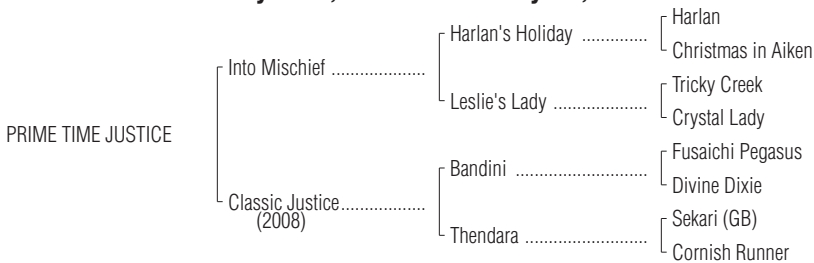 Harlan
Harlan's Holiday ..............
Christmas in Aiken
Into Mischief ....................
Tricky Creek
Leslie's Lady ....................
Crystal Lady
PRIME TIME JUSTICE
Fusaichi Pegasus
Bandini ............................
Divine Dixie
Classic Justice..................
(2008)
Sekari (GB)
Thendara ..........................
Cornish Runner